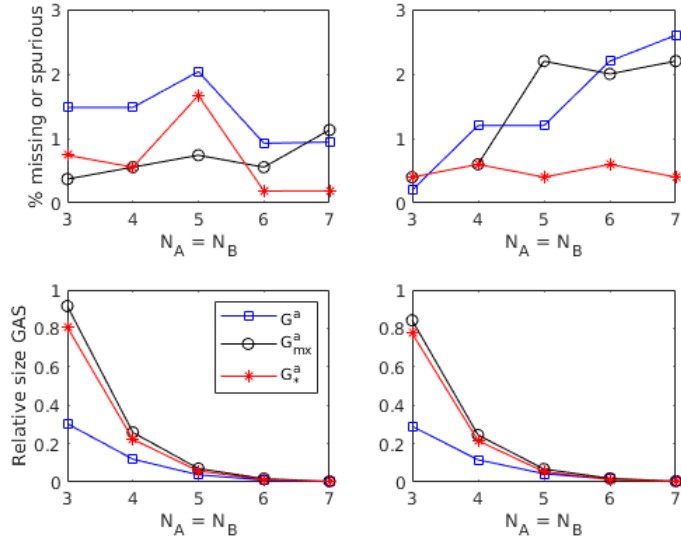 % missing or spurious
3
2
1
0
3 4 5 6 7
N_A = N_B
3
2
1
0
3 4 5 6 7
N_A = N_B
Relative size GAS
1
0.8
0.6
0.4
0.2
0
3 4 5 6 7
N_A = N_B
G^a
G^a_mx
G^a_*
1
0.8
0.6
0.4
0.2
0
3 4 5 6 7
N_A = N_B